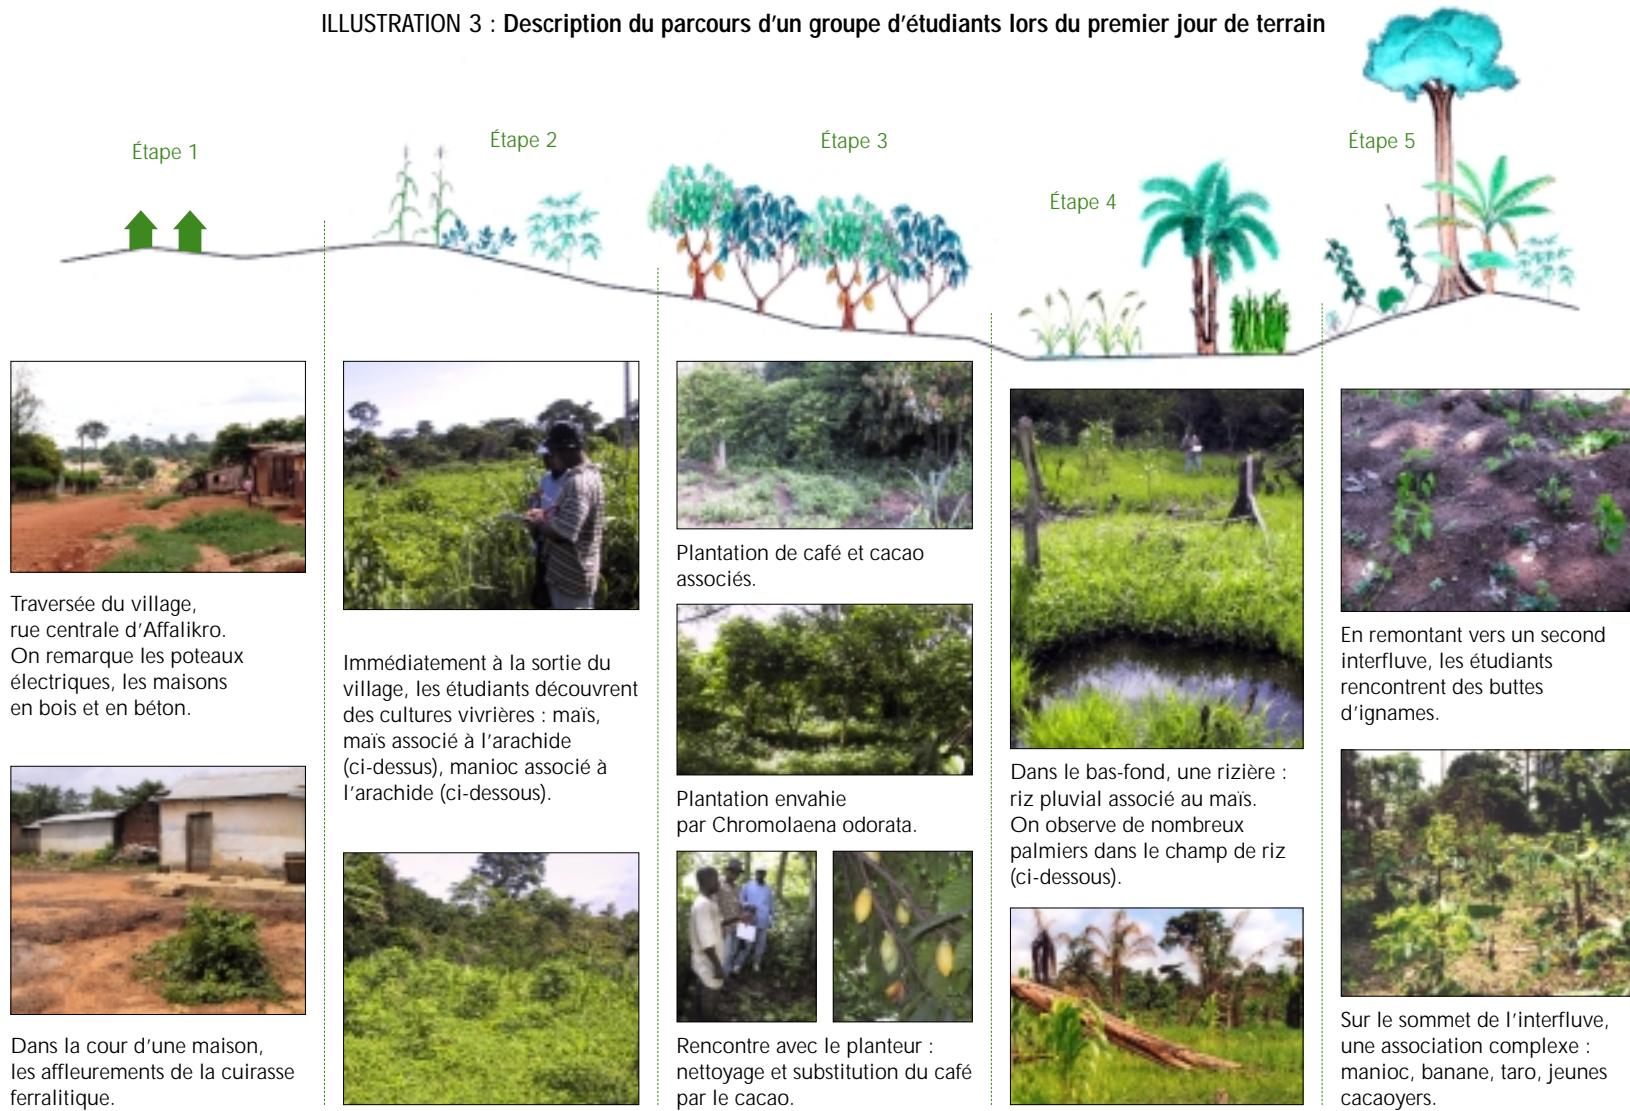 ILLUSTRATION 3 : Description du parcours d'un groupe d'étudiants lors du premier jour de terrain
Étape 1
Étape 2
Étape 3
Étape 4
Étape 5
Traversée du village,
rue centrale d'Affalikro.
On remarque les poteaux
électriques, les maisons
en bois et en béton.
Dans la cour d'une maison,
les affleurements de la cuirasse
ferralitique.
Immédiatement à la sortie du
village, les étudiants découvrent
des cultures vivrières : maïs,
maïs associé à l'arachide
(ci-dessus), manioc associé à
l'arachide (ci-dessous).
Plantation de café et cacao
associés.
Plantation envahie
par Chromolaena odorata.
Rencontre avec le planteur :
nettoyage et substitution du café
par le cacao.
Dans le bas-fond, une rizière :
riz pluvial associé au maïs.
On observe de nombreux
palmiers dans le champ de riz
(ci-dessous).
En remontant vers un second
interfluve, les étudiants
rencontrent des buttes
d'ignames.
Sur le sommet de l'interfluve,
une association complexe :
manioc, banane, taro, jeunes
cacaoyers.